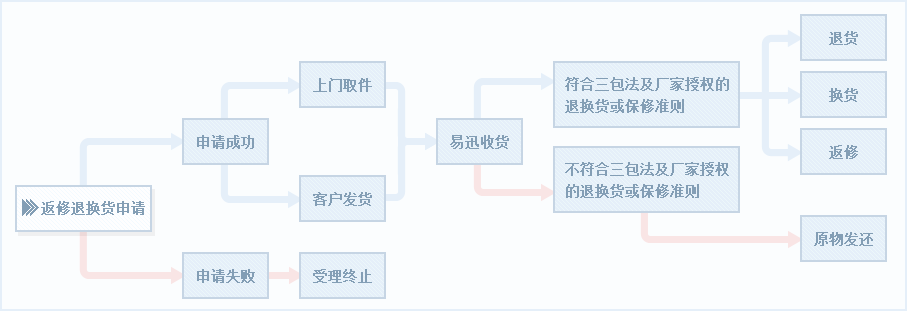 返修退换货申请
申请成功
申请失败
上门取件
客户发货
受理终止
易迅收货
符合三包法及厂家授权的
退换货或保修准则
不符合三包法及厂家授权
的退换货或保修准则
退货
换货
返修
原物发还